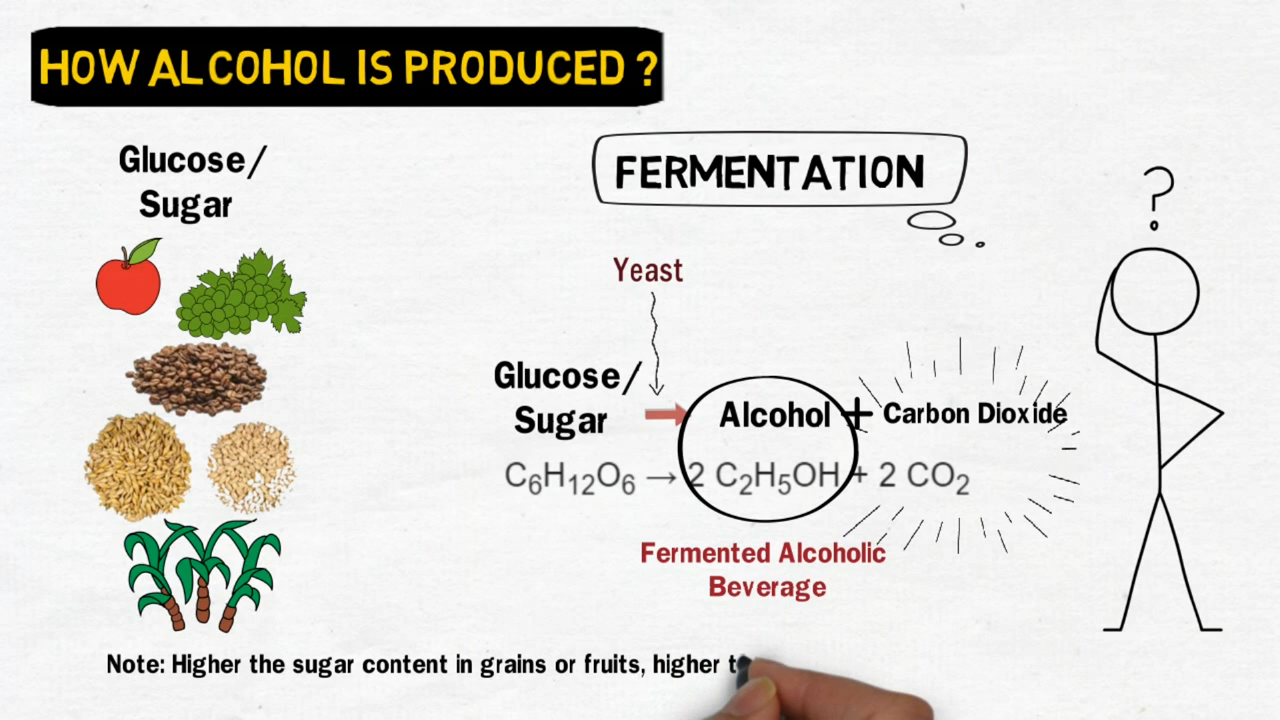 HOW ALCOHOL IS PRODUCED ?
Glucose/
Sugar
FERMENTATION
?
Yeast
Glucose/
Sugar
Alcohol + Carbon Dioxide
C₆H₁₂O₆ → 2 C₂H₅OH + 2 CO₂
Fermented Alcoholic
Beverage
Note: Higher the sugar content in grains or fruits, higher t